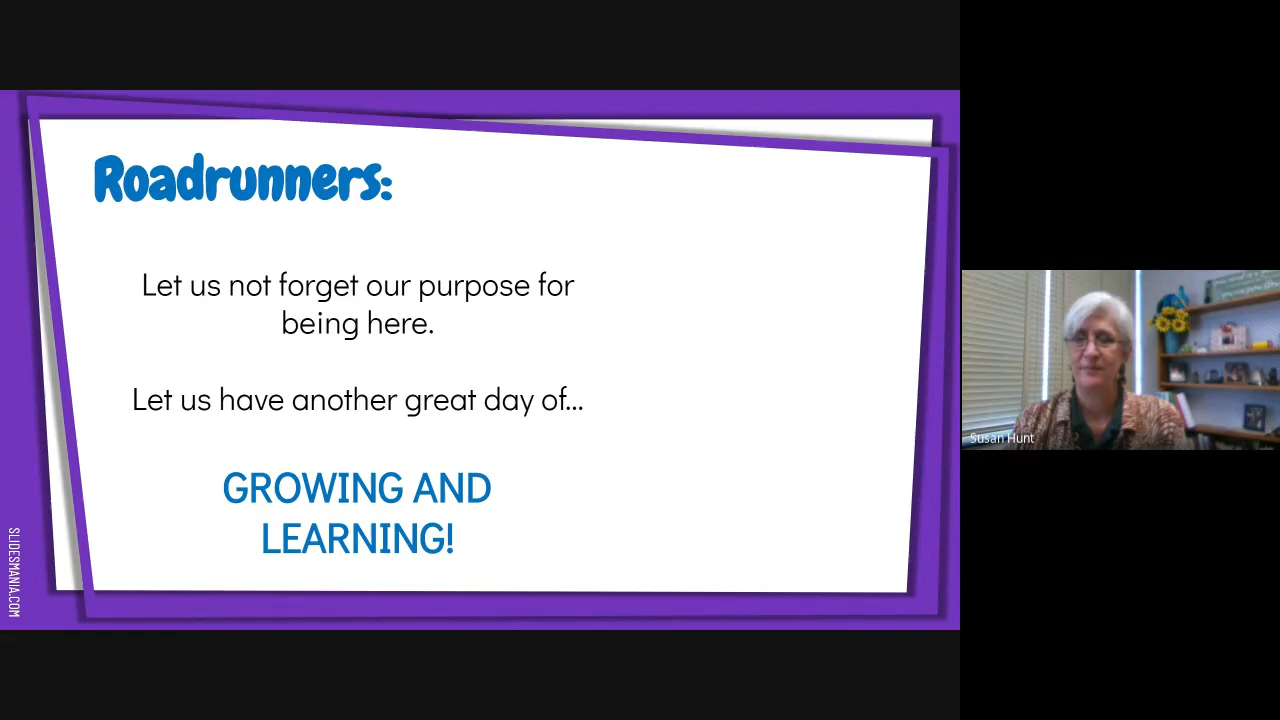 Roadrunners:
Let us not forget our purpose for
being here.
Let us have another great day of...
GROWING AND
LEARNING!
SLIDESMANIA.COM
Susan Hunt